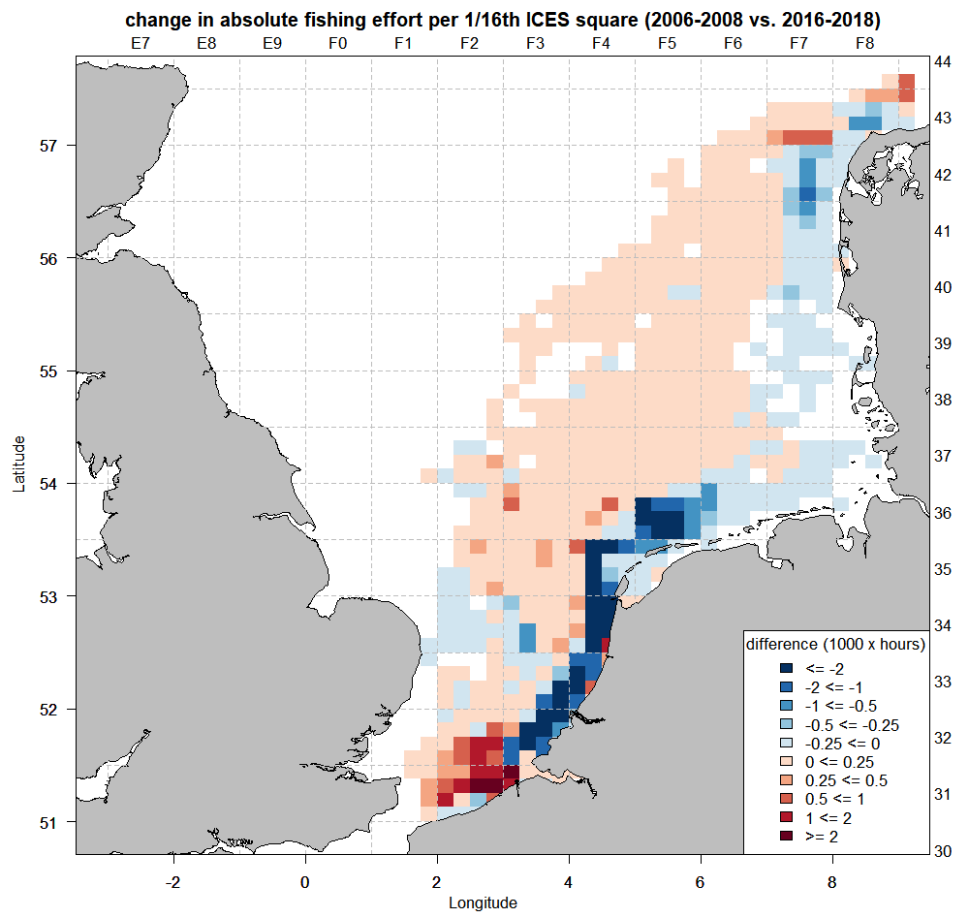 change in absolute fishing effort per 1/16th ICES square (2006-2008 vs. 2016-2018)
E7 E8 E9 F0 F1 F2 F3 F4 F5 F6 F7 F8
44
43
57
42
41
56
40
39
55
38
Latitude
37
54
36
35
53
34
difference (1000 x hours)
<= -2
33
-2 <= -1
52
-1 <= -0.5
-0.5 <= -0.25
32
-0.25 <= 0
0 <= 0.25
0.25 <= 0.5
31
0.5 <= 1
51
1 <= 2
>= 2
30
-2 0 2 4 6 8
Longitude